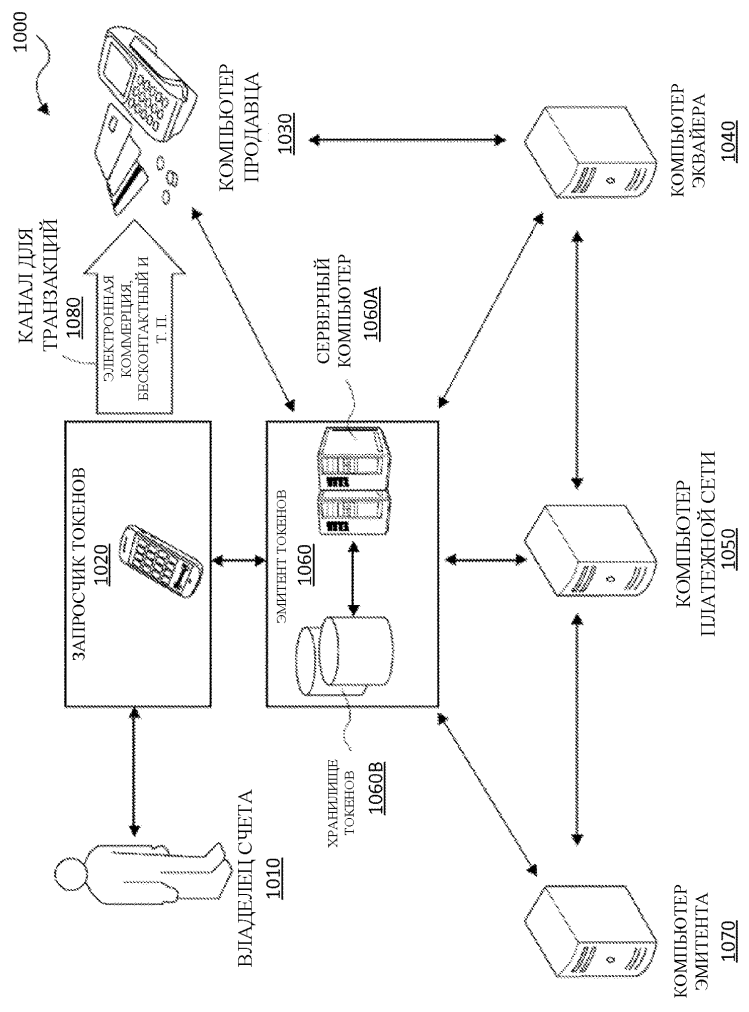 1000
КАНАЛ ДЛЯ
ТРАНЗАКЦИЙ
1080
ЭЛЕКТРОННАЯ
КОММЕРЦИЯ,
БЕСКОНТАКТНЫЙ И
Т. П.
ЗАПРОСЧИК ТОКЕНОВ
1020
ВЛАДЕЛЕЦ СЧЕТА
1010
КОМПЬЮТЕР
ПРОДАВЦА
1030
ЭМИТЕНТ ТОКЕНОВ
1060
СЕРВЕРНЫЙ
КОМПЬЮТЕР
1060A
ХРАНИЛИЩЕ
ТОКЕНОВ
1060B
КОМПЬЮТЕР
ЭМИТЕНТА
1070
КОМПЬЮТЕР
ПЛАТЕЖНОЙ СЕТИ
1050
КОМПЬЮТЕР
ЭКВАЙЕРА
1040